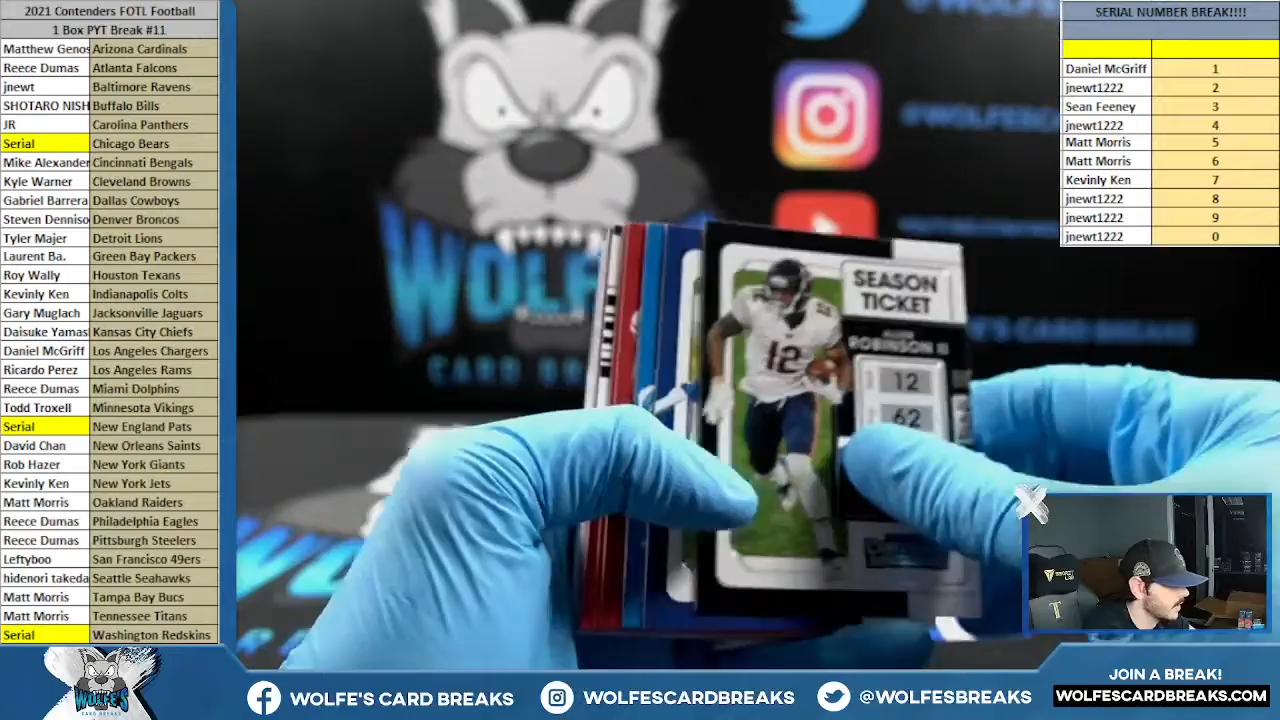 2021 Contenders FOTL Football
1 Box PYT Break #11
Matthew Genos Arizona Cardinals
Reece Dumas Atlanta Falcons
jnewt Baltimore Ravens
SHOTARO NISH Buffalo Bills
JR Carolina Panthers
Serial Chicago Bears
Mike Alexander Cincinnati Bengals
Kyle Warner Cleveland Browns
Gabriel Barrera Dallas Cowboys
Steven Denniso Denver Broncos
Tyler Majer Detroit Lions
Laurent Ba. Green Bay Packers
Roy Wally Houston Texans
Kevinly Ken Indianapolis Colts
Gary Muglach Jacksonville Jaguars
Daisuke Yamas Kansas City Chiefs
Daniel McGriff Los Angeles Chargers
Ricardo Perez Los Angeles Rams
Reece Dumas Miami Dolphins
Todd Troxell Minnesota Vikings
Serial New England Pats
David Chan New Orleans Saints
Rob Hazer New York Giants
Kevinly Ken New York Jets
Matt Morris Oakland Raiders
Reece Dumas Philadelphia Eagles
Reece Dumas Pittsburgh Steelers
Leftyboo San Francisco 49ers
hidenori takeda Seattle Seahawks
Matt Morris Tampa Bay Bucs
Matt Morris Tennessee Titans
Serial Washington Redskins
SERIAL NUMBER BREAK!!!!
Daniel McGriff 1
jnewt1222 2
Sean Feeney 3
jnewt1222 4
Matt Morris 5
Matt Morris 6
Kevinly Ken 7
jnewt1222 8
jnewt1222 9
jnewt1222 0
SEASON
TICKET
ROBINSON II
12
62
12
WOLFE
CARD BREAKS
JOIN A BREAK!
WOLFE'S CARD BREAKS
WOLFESCARDBREAKS
@WOLFESBREAKS
WOLFESCARDBREAKS.COM
WOLFE'S
CARD BREAKS